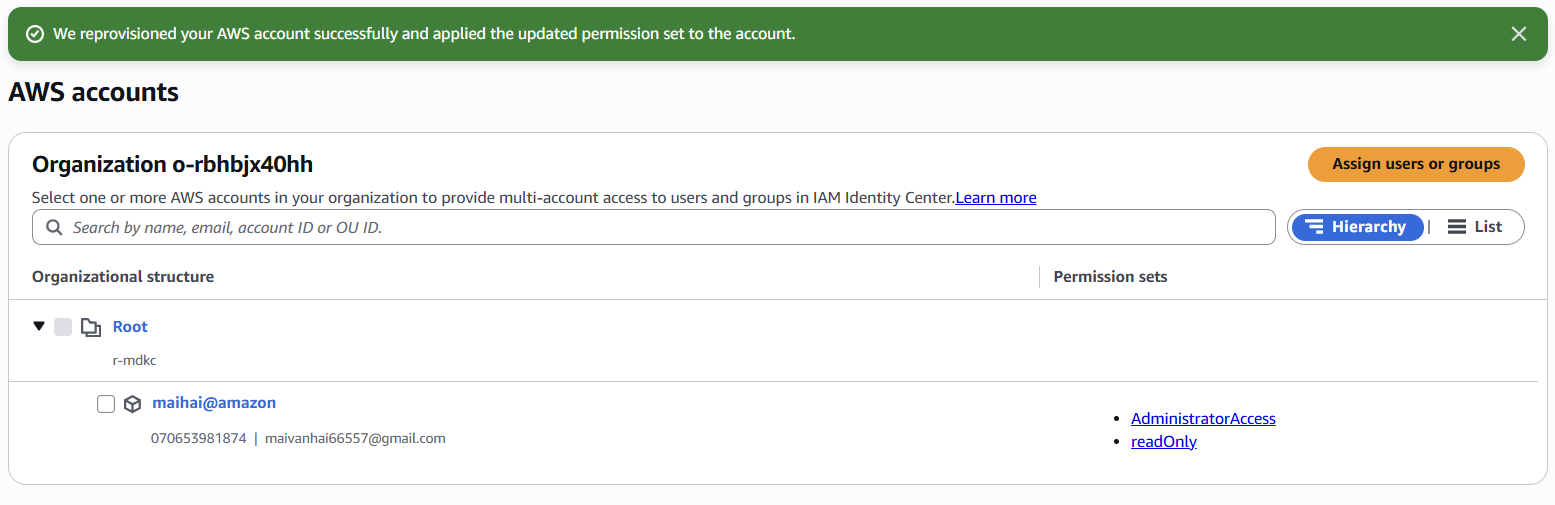 We reprovisioned your AWS account successfully and applied the updated permission set to the account.
AWS accounts
Organization o-rbhbjx40hh
Assign users or groups
Select one or more AWS accounts in your organization to provide multi-account access to users and groups in IAM Identity Center.Learn more
Search by name, email, account ID or OU ID.
Hierarchy | List
Organizational structure
Permission sets
Root
r-mdkc
maihai@amazon
070653981874 | maivanhai66557@gmail.com
AdministratorAccess
readOnly